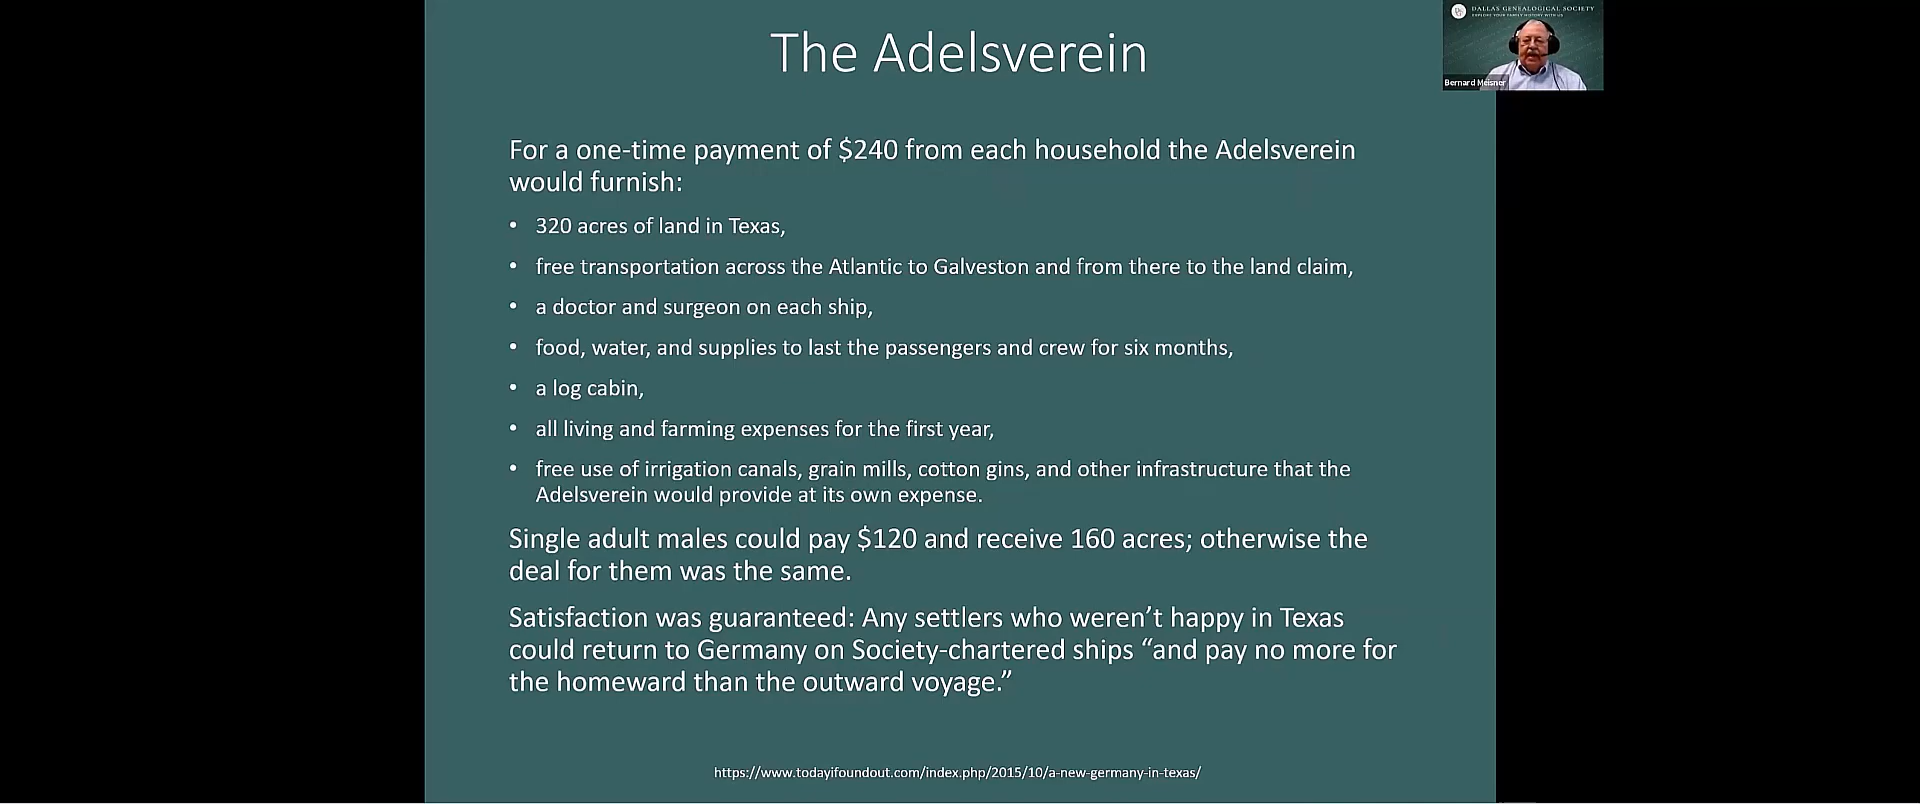 The Adelsverein
DALLAS GENEALOGICAL SOCIETY
EXPLORE YOUR FAMILY HISTORY WITH US
Bernard Meisner
For a one-time payment of $240 from each household the Adelsverein
would furnish:
• 320 acres of land in Texas,
• free transportation across the Atlantic to Galveston and from there to the land claim,
• a doctor and surgeon on each ship,
• food, water, and supplies to last the passengers and crew for six months,
• a log cabin,
• all living and farming expenses for the first year,
• free use of irrigation canals, grain mills, cotton gins, and other infrastructure that the
Adelsverein would provide at its own expense.
Single adult males could pay $120 and receive 160 acres; otherwise the
deal for them was the same.
Satisfaction was guaranteed: Any settlers who weren’t happy in Texas
could return to Germany on Society-chartered ships “and pay no more for
the homeward than the outward voyage.”
https://www.todayifoundout.com/index.php/2015/10/a-new-germany-in-texas/